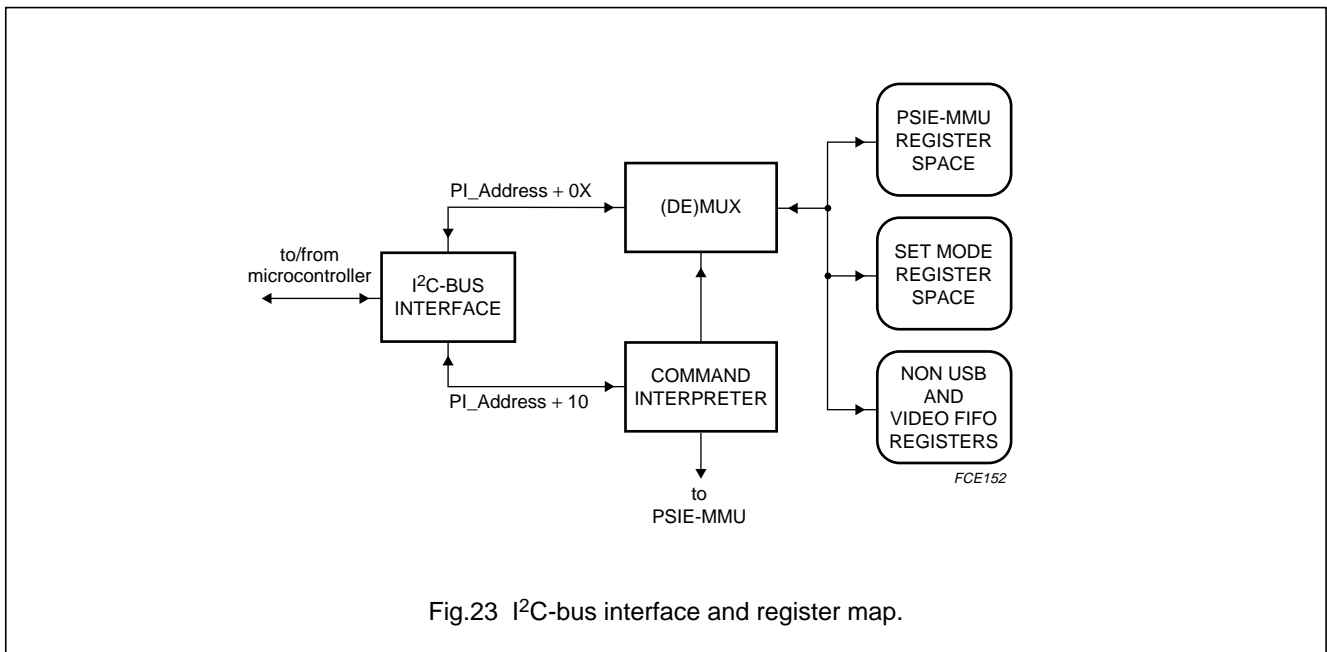 to/from
microcontroller
I²C-BUS
INTERFACE
PI_Address + 0X
PI_Address + 10
(DE)MUX
COMMAND
INTERPRETER
to
PSIE-MMU
PSIE-MMU
REGISTER
SPACE
SET MODE
REGISTER
SPACE
NON USB
AND
VIDEO FIFO
REGISTERS
FCE152
Fig.23 I²C-bus interface and register map.